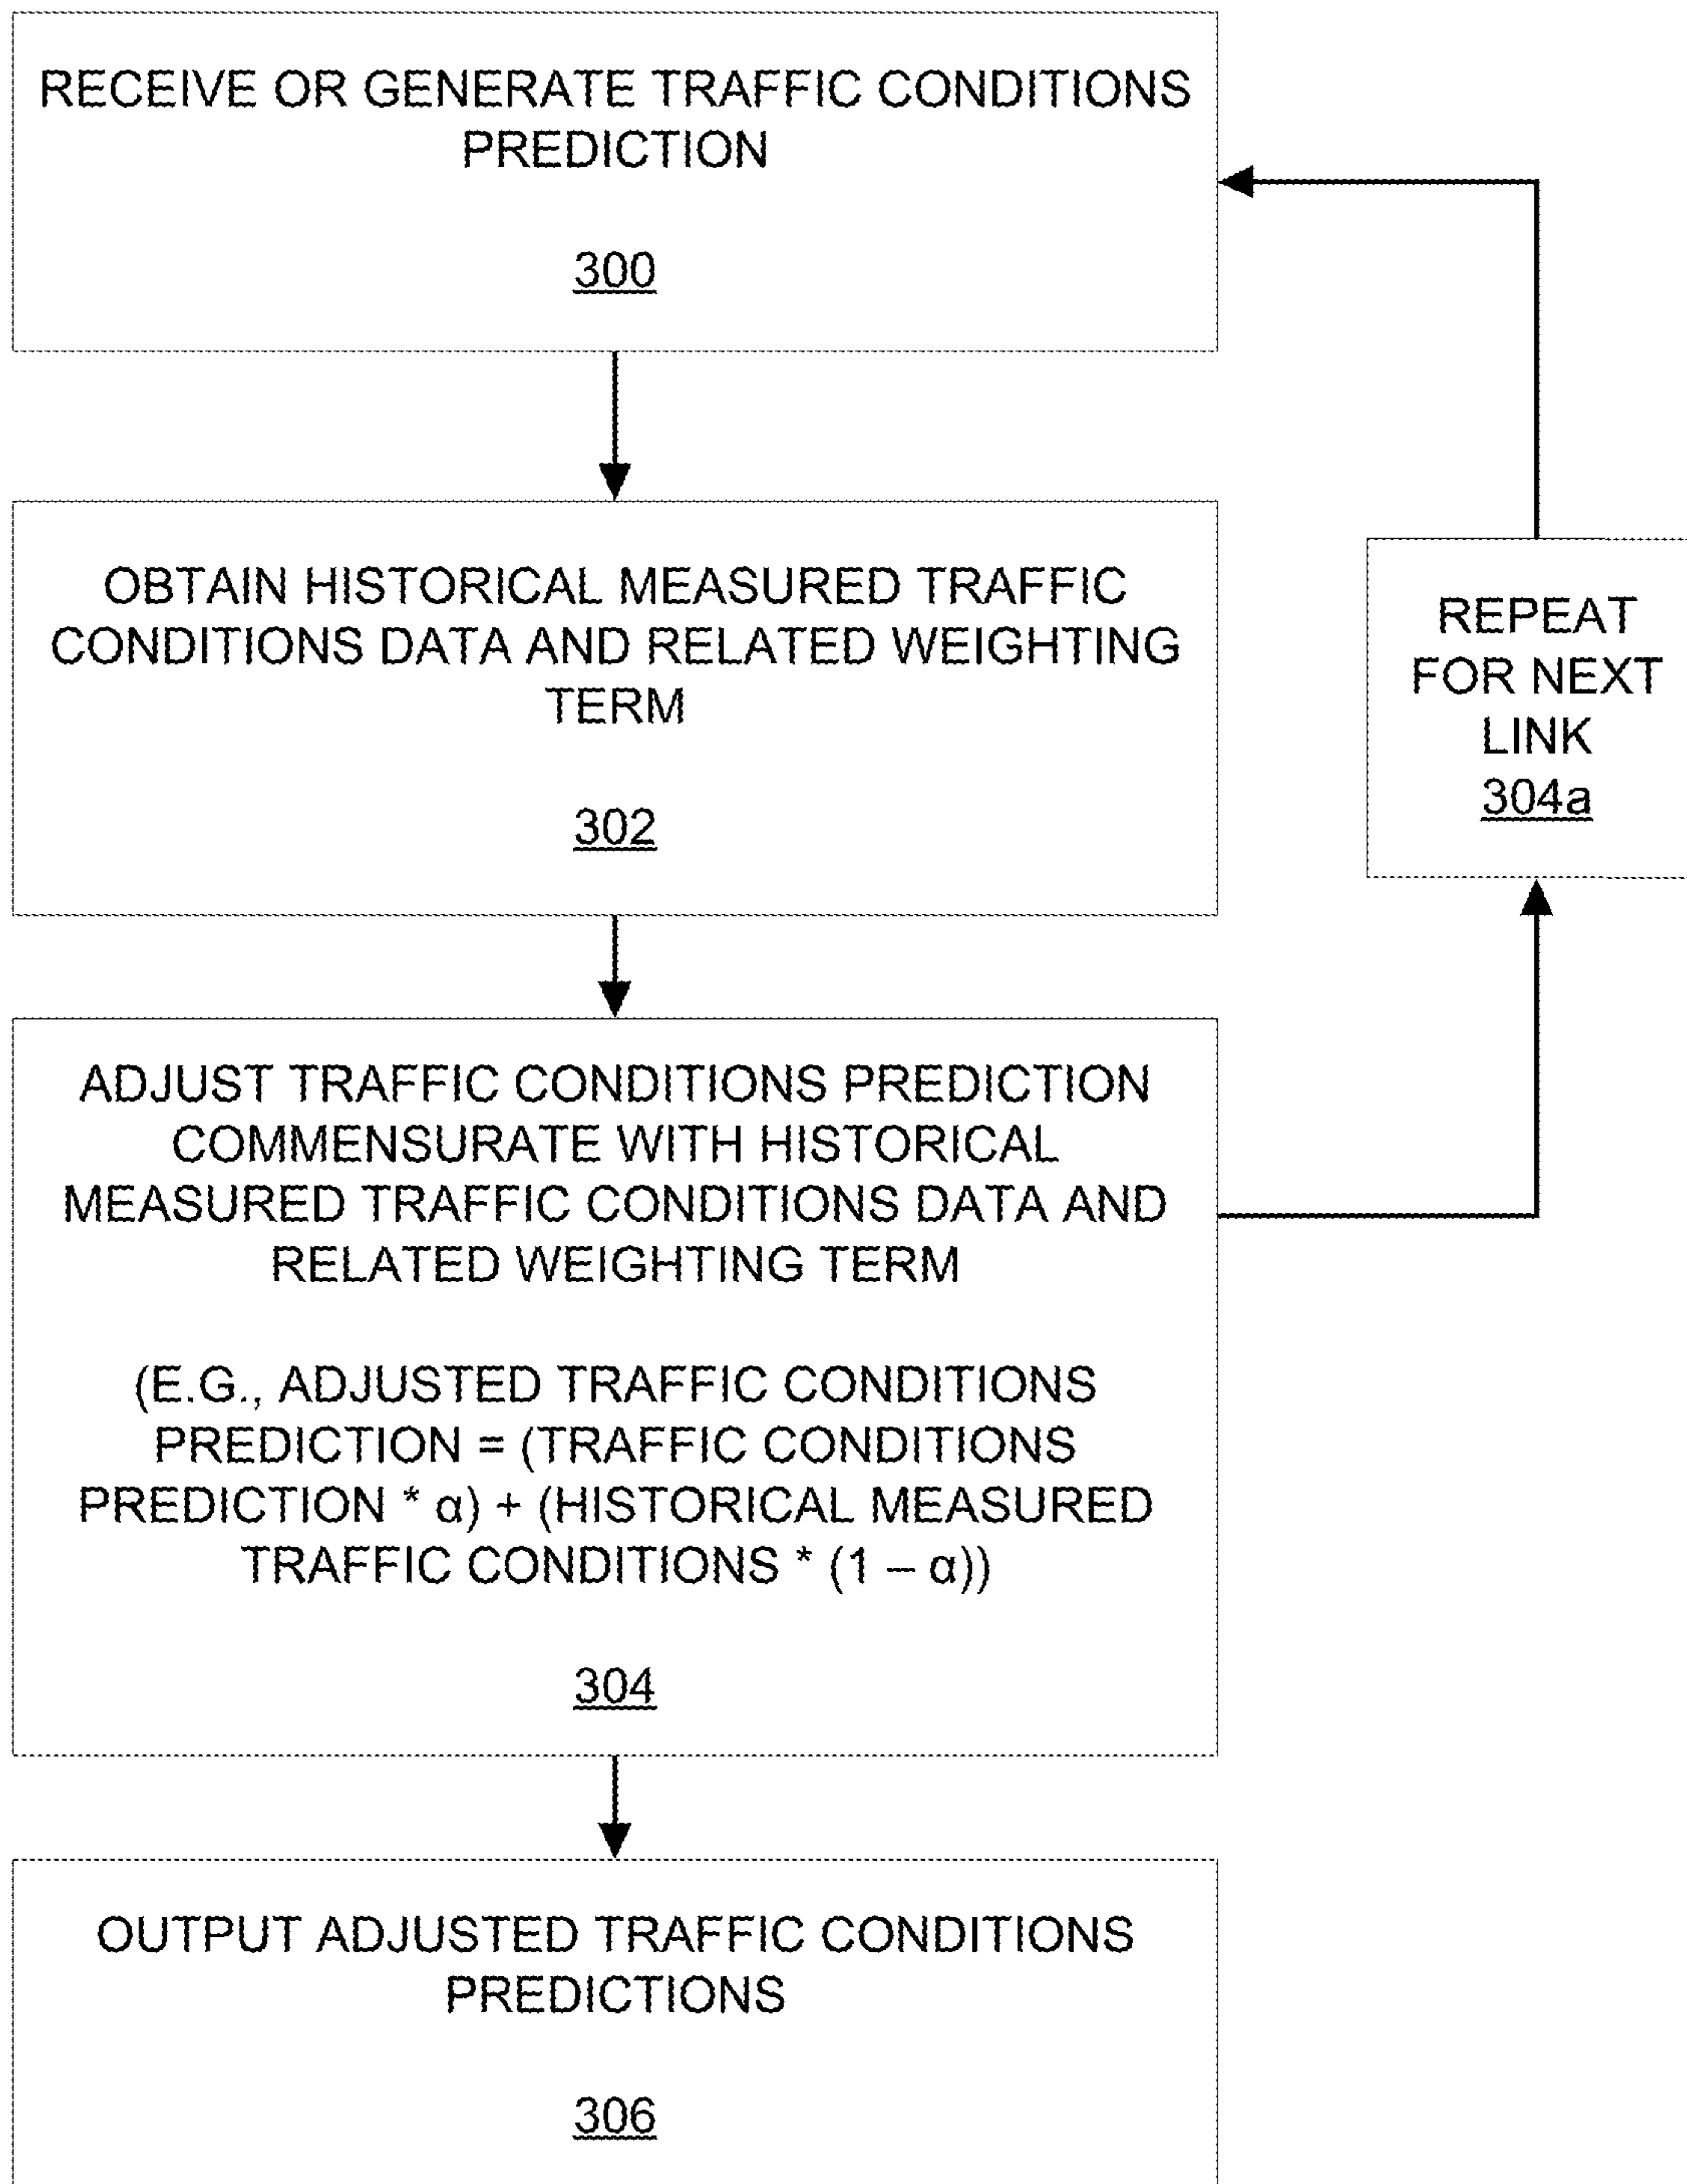 RECEIVE OR GENERATE TRAFFIC CONDITIONS
PREDICTION
300
OBTAIN HISTORICAL MEASURED TRAFFIC
CONDITIONS DATA AND RELATED WEIGHTING
TERM
302
REPEAT
FOR NEXT
LINK
304a
ADJUST TRAFFIC CONDITIONS PREDICTION
COMMENSURATE WITH HISTORICAL
MEASURED TRAFFIC CONDITIONS DATA AND
RELATED WEIGHTING TERM
(E.G., ADJUSTED TRAFFIC CONDITIONS
PREDICTION = (TRAFFIC CONDITIONS
PREDICTION * α) + (HISTORICAL MEASURED
TRAFFIC CONDITIONS * (1 – α))
304
OUTPUT ADJUSTED TRAFFIC CONDITIONS
PREDICTIONS
306